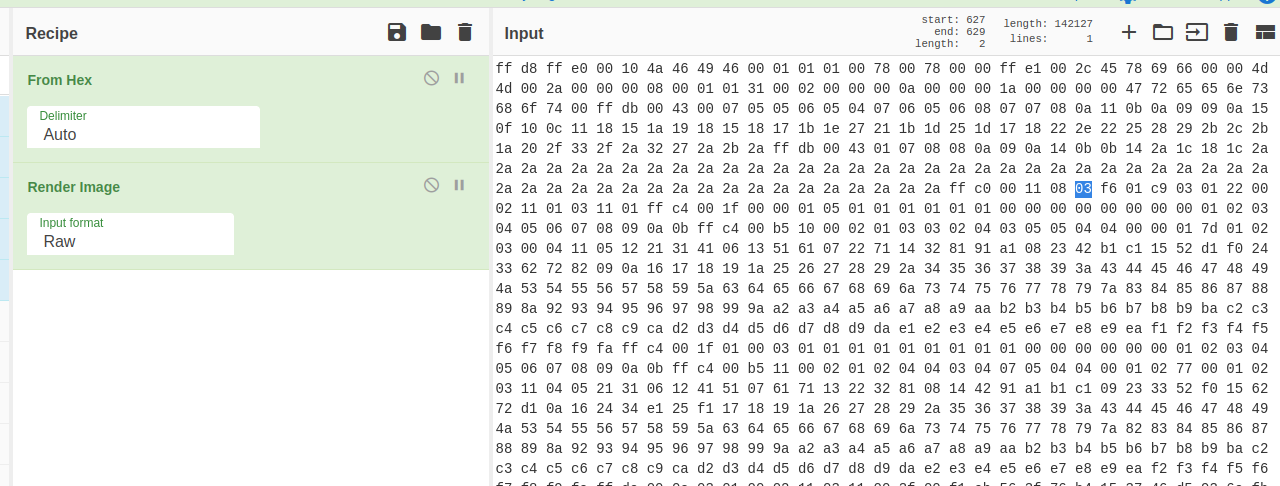 Recipe
From Hex
Delimiter
Auto
Render Image
Input format
Raw
Input
start: 627
end: 629
length: 2
length: 142127
lines: 1
ff d8 ff e0 00 10 4a 46 49 46 00 01 01 01 00 78 00 78 00 00 ff e1 00 2c 45 78 69 66 00 00 4d
4d 00 2a 00 00 00 08 00 01 01 31 00 02 00 00 00 0a 00 00 00 1a 00 00 00 00 47 72 65 65 6e 73
68 6f 74 00 ff db 00 43 00 07 05 05 06 05 04 07 06 05 06 08 07 07 08 0a 11 0b 0a 09 09 0a 15
0f 10 0c 11 18 15 1a 19 18 15 18 17 1b 1e 27 21 1b 1d 25 1d 17 18 22 2e 22 25 28 29 2b 2c 2b
1a 20 2f 33 2f 2a 32 27 2a 2b 2a ff db 00 43 01 07 08 08 0a 09 0a 14 0b 0b 14 2a 1c 18 1c 2a
2a 2a 2a 2a 2a 2a 2a 2a 2a 2a 2a 2a 2a 2a 2a 2a 2a 2a 2a 2a 2a 2a 2a 2a 2a 2a 2a 2a 2a 2a 2a
2a 2a 2a 2a 2a 2a 2a 2a 2a 2a 2a 2a 2a 2a 2a 2a 2a 2a ff c0 00 11 08 03 f6 01 c9 03 01 22 00
02 11 01 03 11 01 ff c4 00 1f 00 00 01 05 01 01 01 01 01 01 00 00 00 00 00 00 00 00 01 02 03
04 05 06 07 08 09 0a 0b ff c4 00 b5 10 00 02 01 03 03 02 04 03 05 05 04 04 00 00 01 7d 01 02
03 00 04 11 05 12 21 31 41 06 13 51 61 07 22 71 14 32 81 91 a1 08 23 42 b1 c1 15 52 d1 f0 24
33 62 72 82 09 0a 16 17 18 19 1a 25 26 27 28 29 2a 34 35 36 37 38 39 3a 43 44 45 46 47 48 49
4a 53 54 55 56 57 58 59 5a 63 64 65 66 67 68 69 6a 73 74 75 76 77 78 79 7a 83 84 85 86 87 88
89 8a 92 93 94 95 96 97 98 99 9a a2 a3 a4 a5 a6 a7 a8 a9 aa b2 b3 b4 b5 b6 b7 b8 b9 ba c2 c3
c4 c5 c6 c7 c8 c9 ca d2 d3 d4 d5 d6 d7 d8 d9 da e1 e2 e3 e4 e5 e6 e7 e8 e9 ea f1 f2 f3 f4 f5
f6 f7 f8 f9 fa ff c4 00 1f 01 00 03 01 01 01 01 01 01 01 01 01 00 00 00 00 00 00 01 02 03 04
05 06 07 08 09 0a 0b ff c4 00 b5 11 00 02 01 02 04 04 03 04 07 05 04 04 00 01 02 77 00 01 02
03 11 04 05 21 31 06 12 41 51 07 61 71 13 22 32 81 08 14 42 91 a1 b1 c1 09 23 33 52 f0 15 62
72 d1 0a 16 24 34 e1 25 f1 17 18 19 1a 26 27 28 29 2a 35 36 37 38 39 3a 43 44 45 46 47 48 49
4a 53 54 55 56 57 58 59 5a 63 64 65 66 67 68 69 6a 73 74 75 76 77 78 79 7a 82 83 84 85 86 87
88 89 8a 92 93 94 95 96 97 98 99 9a a2 a3 a4 a5 a6 a7 a8 a9 aa b2 b3 b4 b5 b6 b7 b8 b9 ba c2
c3 c4 c5 c6 c7 c8 c9 ca d2 d3 d4 d5 d6 d7 d8 d9 da e2 e3 e4 e5 e6 e7 e8 e9 ea f2 f3 f4 f5 f6